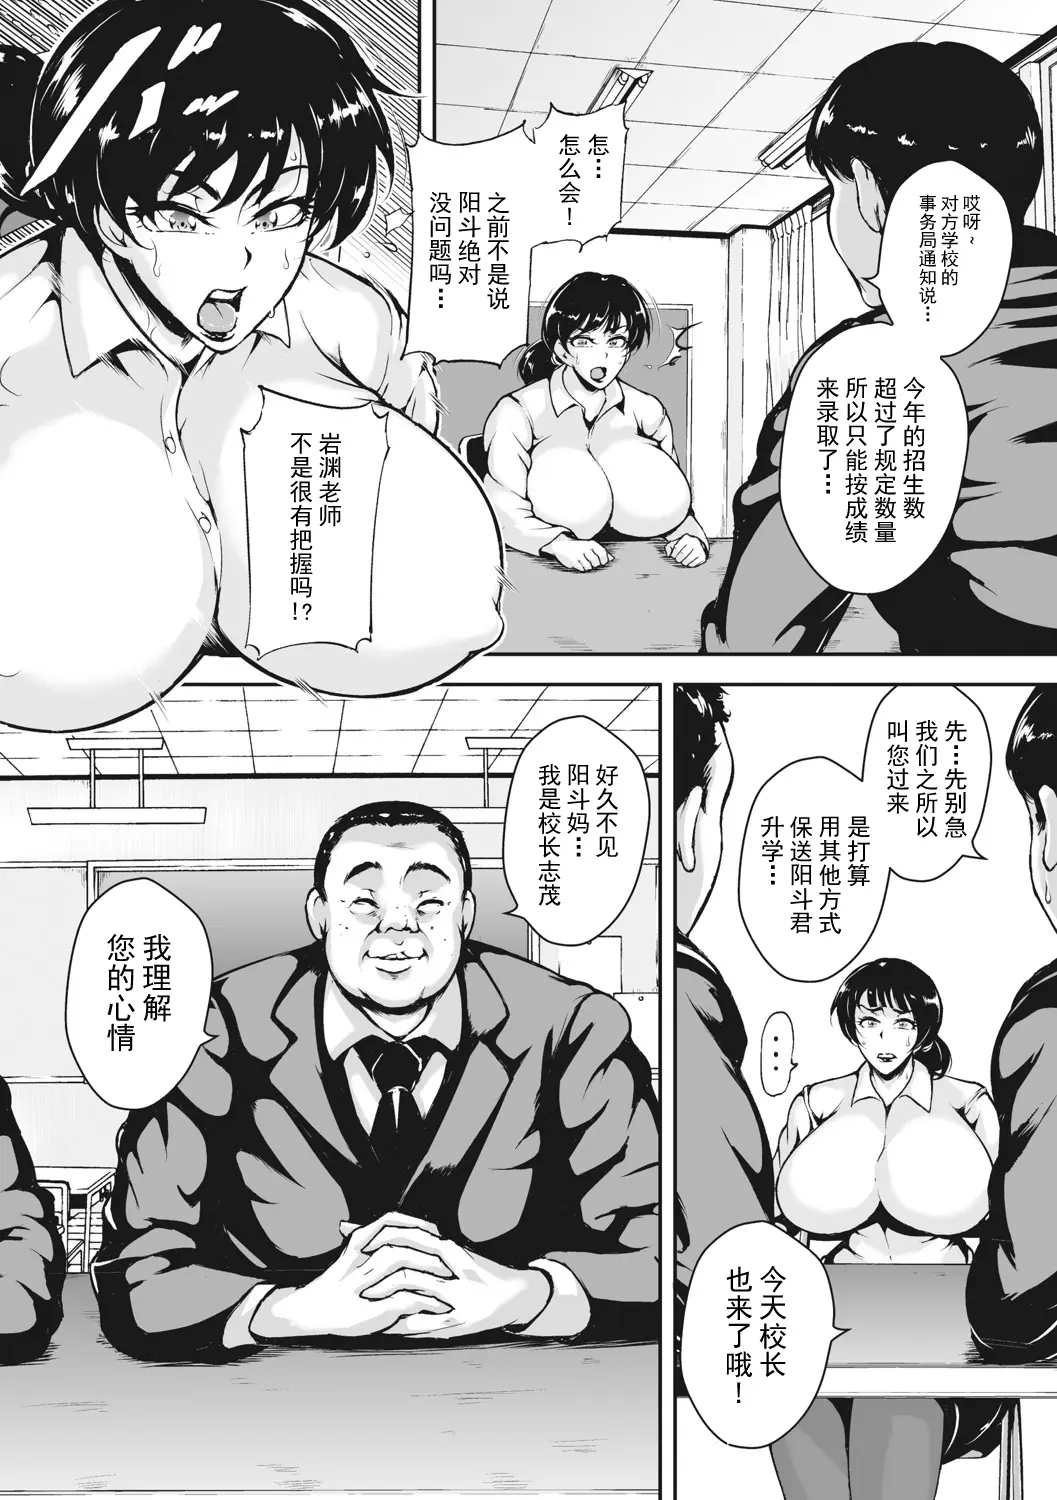 哎呀~
对方学校的
事务局通知说…
今年的招生数
超过了规定数量
所以只能按成绩
来录取了…
怎…
怎么会！
之前不是说
阳斗绝对
没问题吗…
岩渊老师
不是很有把握吗!?
先…先别急
我们之所以
叫您过来
是打算
用其他方式
保送阳斗君
升学…
…
今天校长
也来了哦！
好久不见
阳斗妈…
我是校长志茂
我理解
您的心情